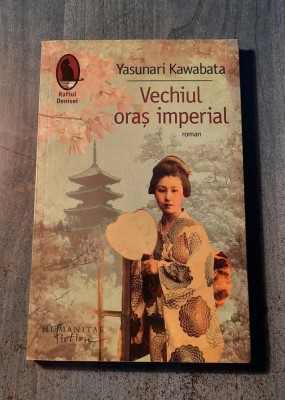 Raftul
Denisei
Yasunari Kawabata
Vechiul
oraș imperial
roman
HUMANITAS
fiction